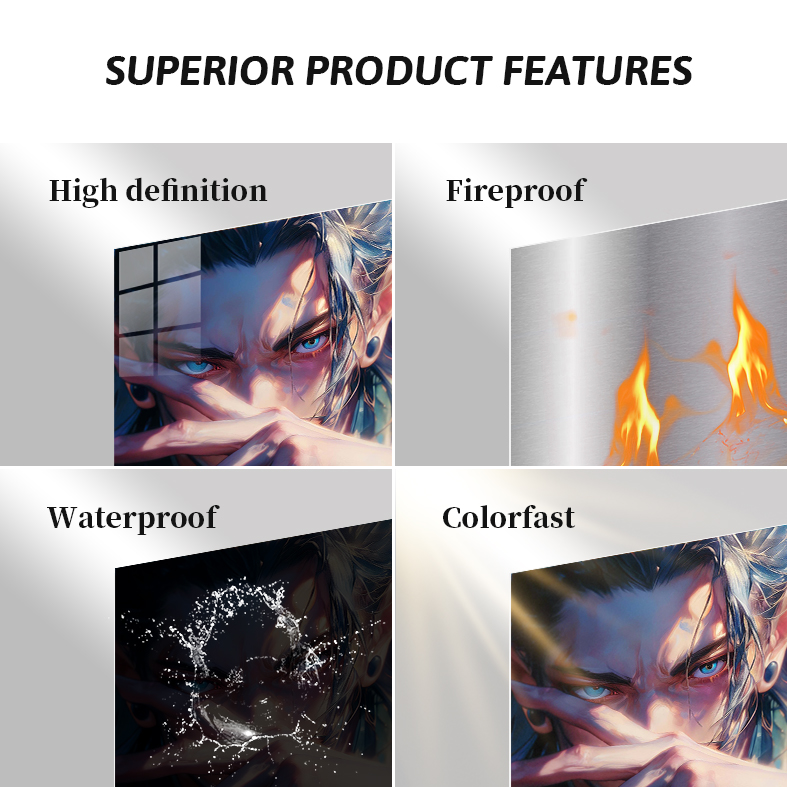 SUPERIOR PRODUCT FEATURES
High definition
Fireproof
Waterproof
Colorfast